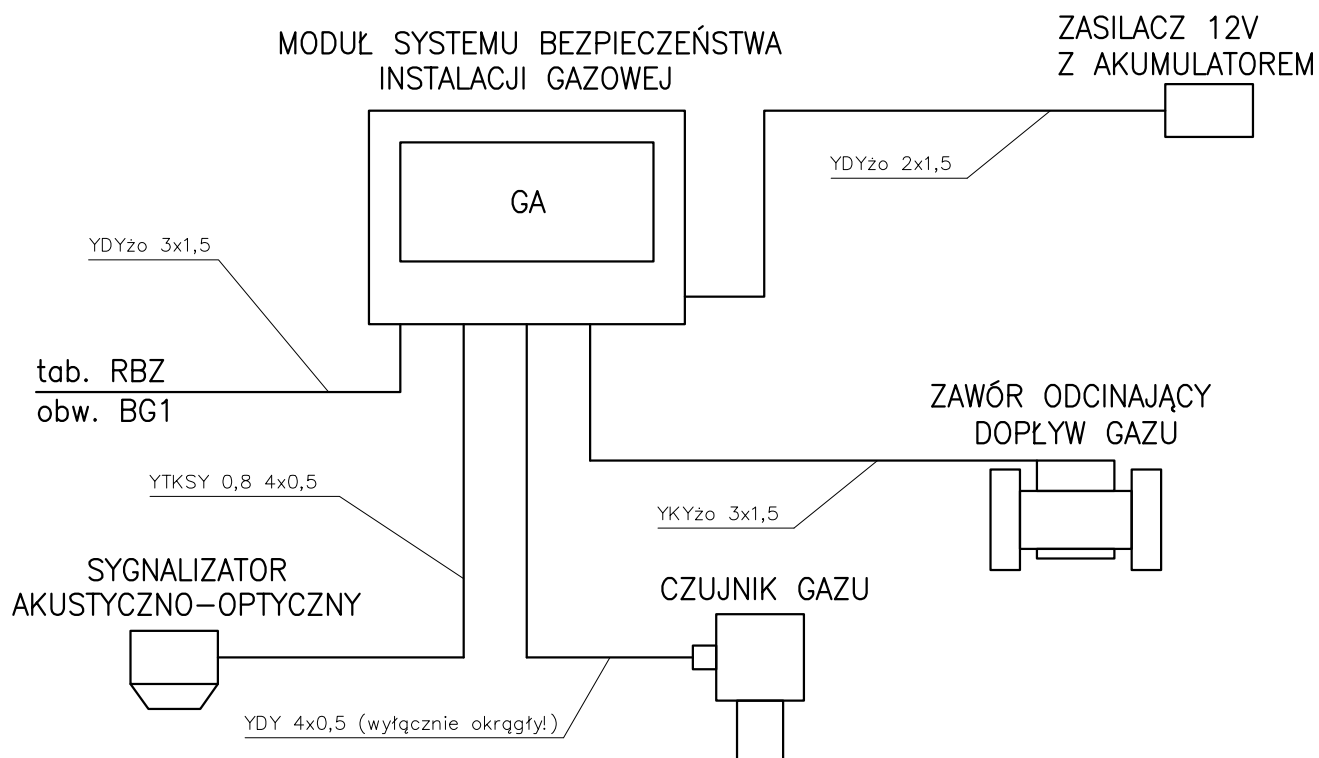 MODUŁ SYSTEMU BEZPIECZEŃSTWA
INSTALACJI GAZOWEJ
ZASILACZ 12V
Z AKUMULATOREM
YDYżo 2x1,5
GA
YDYżo 3x1,5
tab. RBZ
obw. BG1
ZAWÓR ODCINAJĄCY
DOPŁYW GAZU
YTKSY 0,8 4x0,5
YKYżo 3x1,5
SYGNALIZATOR
AKUSTYCZNO-OPTYCZNY
CZUJNIK GAZU
YDY 4x0,5 (wyłącznie okrągły!)